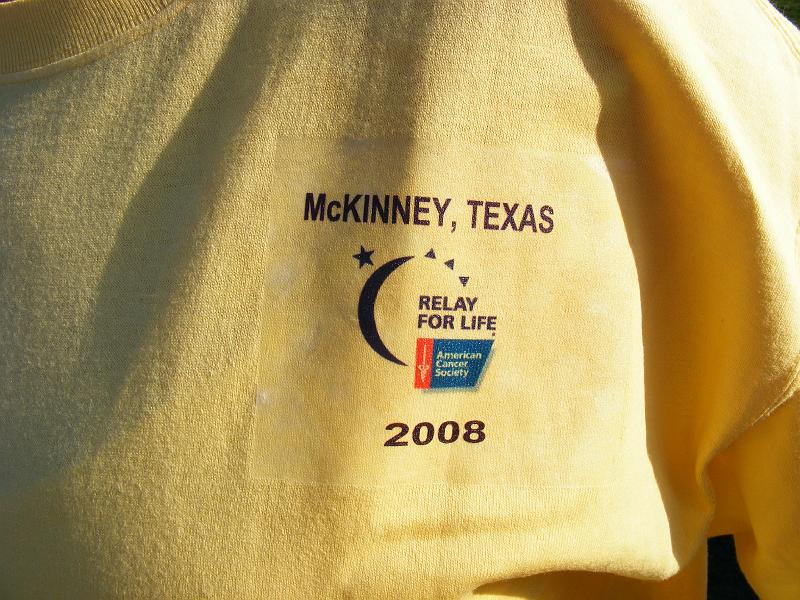 McKINNEY, TEXAS
RELAY
FOR LIFE
American
Cancer
Society
2008